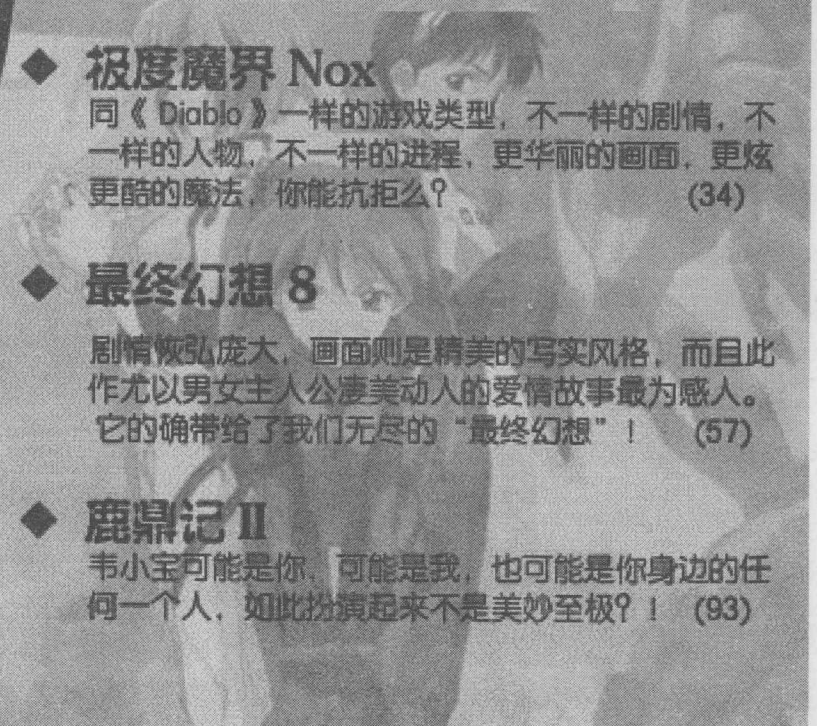 ◆ 极度魔界 Nox
同《 Diablo 》一样的游戏类型，不一样的剧情，不
一样的人物，不一样的进程，更华丽的画面，更炫
更酷的魔法，你能抗拒么？ (34)
◆ 最终幻想 8
剧情恢弘庞大，画面则是精美的写实风格，而且此
作尤以男女主人公凄美动人的爱情故事最为感人。
它的确带给了我们无尽的“最终幻想”！ (57)
◆ 鹿鼎记 II
韦小宝可能是你，可能是我，也可能是你身边的任
何一个人，如此扮演起来不是美妙至极？！ (93)